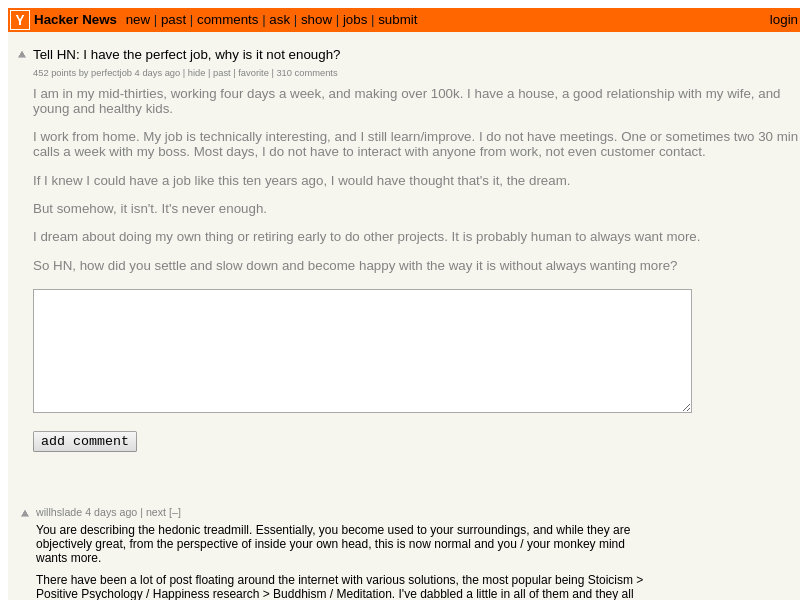 Y Hacker News new | past | comments | ask | show | jobs | submit login
Tell HN: I have the perfect job, why is it not enough?
452 points by perfectjob 4 days ago | hide | past | favorite | 310 comments
I am in my mid-thirties, working four days a week, and making over 100k. I have a house, a good relationship with my wife, and
young and healthy kids.
I work from home. My job is technically interesting, and I still learn/improve. I do not have meetings. One or sometimes two 30 min
calls a week with my boss. Most days, I do not have to interact with anyone from work, not even customer contact.
If I knew I could have a job like this ten years ago, I would have thought that's it, the dream.
But somehow, it isn't. It's never enough.
I dream about doing my own thing or retiring early to do other projects. It is probably human to always want more.
So HN, how did you settle and slow down and become happy with the way it is without always wanting more?
add comment
willhslade 4 days ago | next [–]
You are describing the hedonic treadmill. Essentially, you become used to your surroundings, and while they are
objectively great, from the perspective of inside your own head, this is now normal and you / your monkey mind
wants more.
There have been a lot of post floating around the internet with various solutions, the most popular being Stoicism >
Positive Psychology / Happiness research > Buddhism / Meditation. I've dabbled a little in all of them and they all